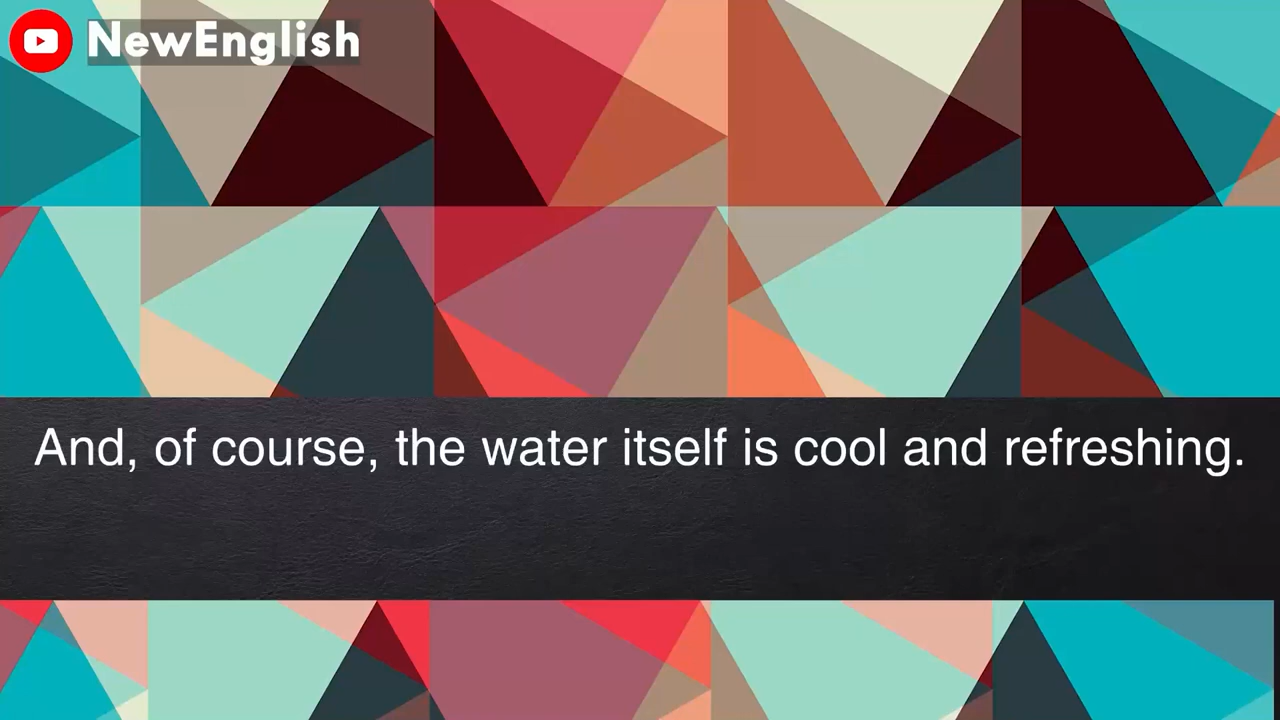 NewEnglish
And, of course, the water itself is cool and refreshing.